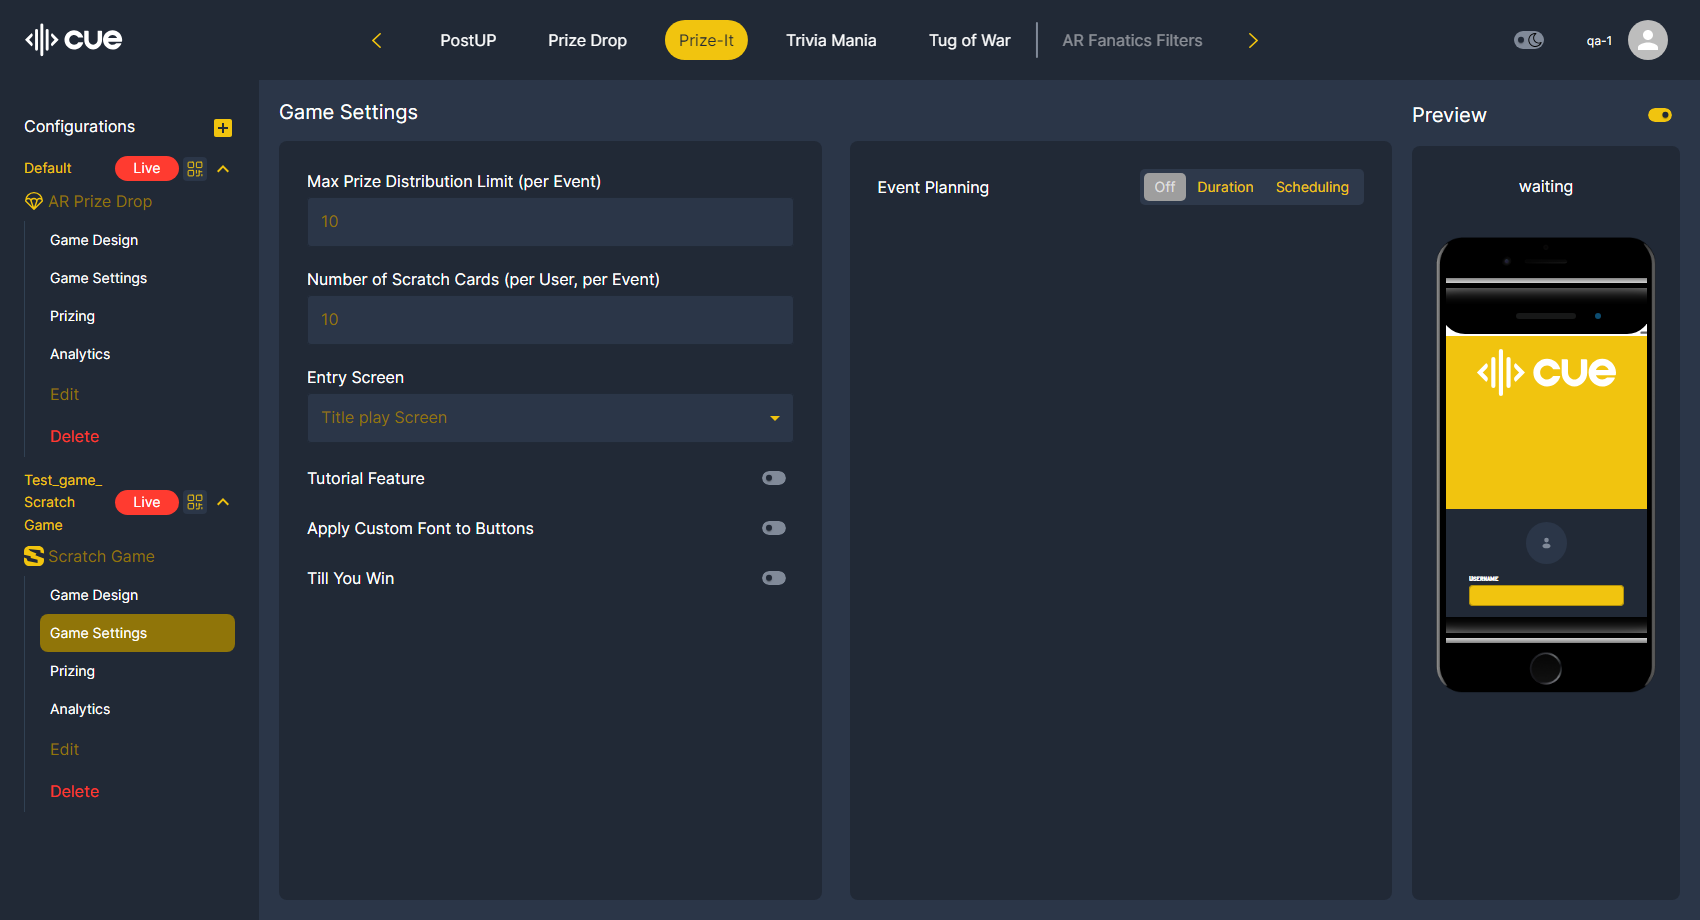 cue
PostUP
Prize Drop
Prize-It
Trivia Mania
Tug of War
AR Fanatics Filters
qa-1
Configurations
Default
Live
AR Prize Drop
Game Design
Game Settings
Prizing
Analytics
Edit
Delete
Test_game_
Scratch
Game
Live
Scratch Game
Game Design
Game Settings
Prizing
Analytics
Edit
Delete
Game Settings
Max Prize Distribution Limit (per Event)
10
Number of Scratch Cards (per User, per Event)
10
Entry Screen
Title play Screen
Tutorial Feature
Apply Custom Font to Buttons
Till You Win
Event Planning
Off
Duration
Scheduling
Preview
waiting
cue
USERNAME